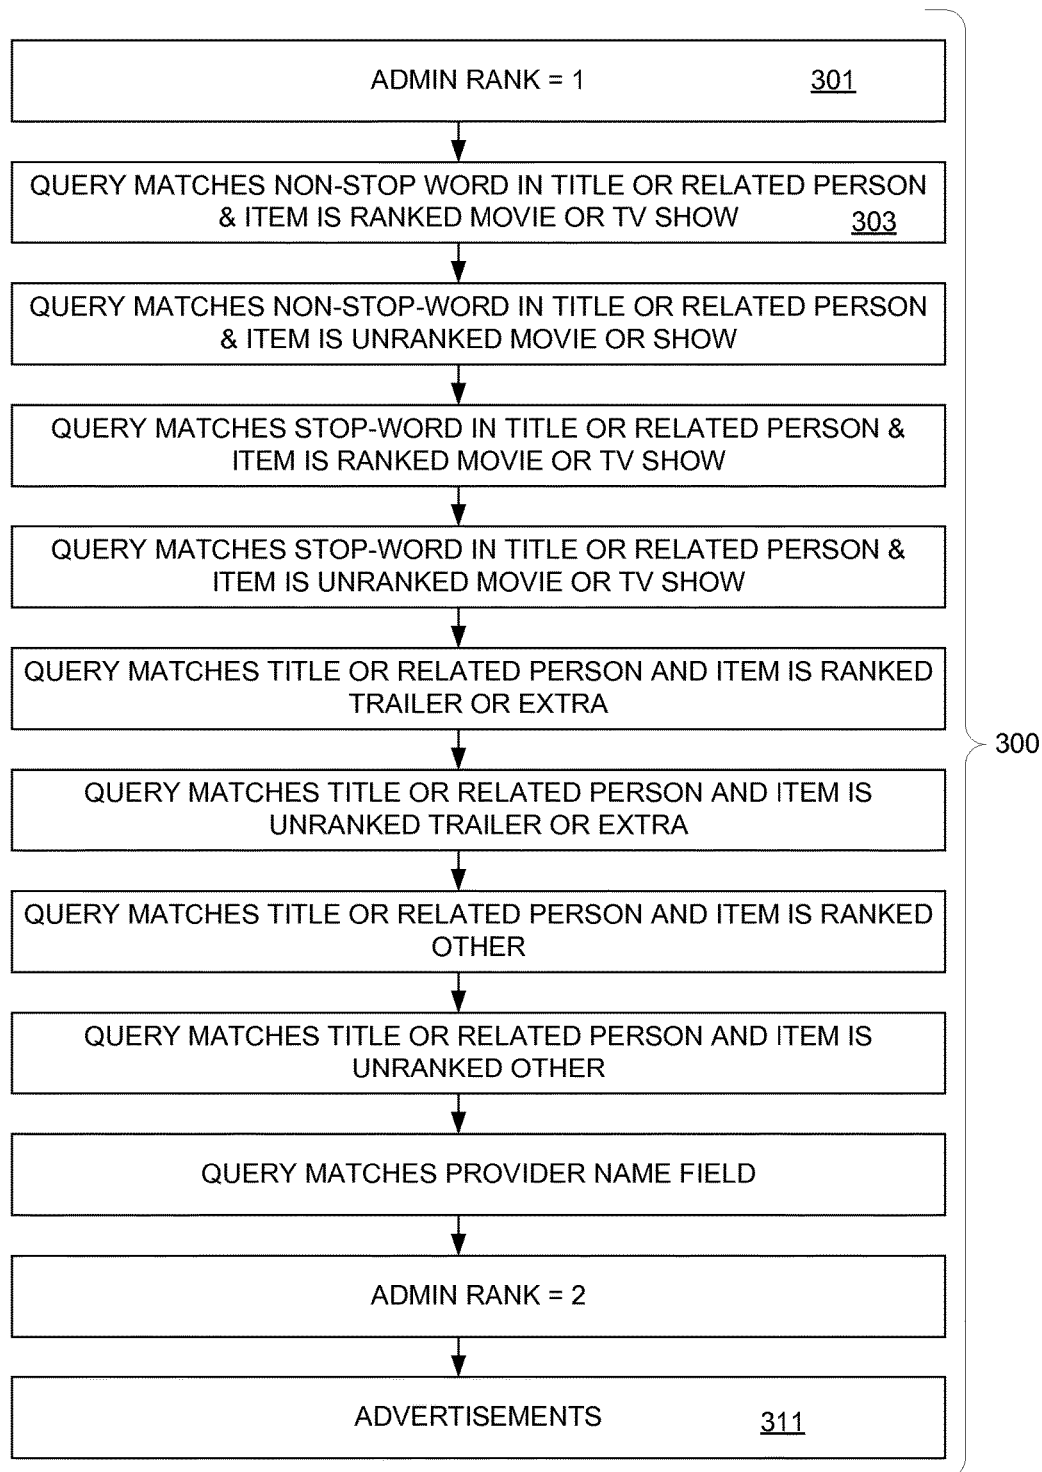 ADMIN RANK = 1 301
QUERY MATCHES NON-STOP WORD IN TITLE OR RELATED PERSON
& ITEM IS RANKED MOVIE OR TV SHOW 303
QUERY MATCHES NON-STOP-WORD IN TITLE OR RELATED PERSON
& ITEM IS UNRANKED MOVIE OR SHOW
QUERY MATCHES STOP-WORD IN TITLE OR RELATED PERSON &
ITEM IS RANKED MOVIE OR TV SHOW
QUERY MATCHES STOP-WORD IN TITLE OR RELATED PERSON &
ITEM IS UNRANKED MOVIE OR TV SHOW
QUERY MATCHES TITLE OR RELATED PERSON AND ITEM IS RANKED
TRAILER OR EXTRA
300
QUERY MATCHES TITLE OR RELATED PERSON AND ITEM IS
UNRANKED TRAILER OR EXTRA
QUERY MATCHES TITLE OR RELATED PERSON AND ITEM IS RANKED
OTHER
QUERY MATCHES TITLE OR RELATED PERSON AND ITEM IS
UNRANKED OTHER
QUERY MATCHES PROVIDER NAME FIELD
ADMIN RANK = 2
ADVERTISEMENTS 311